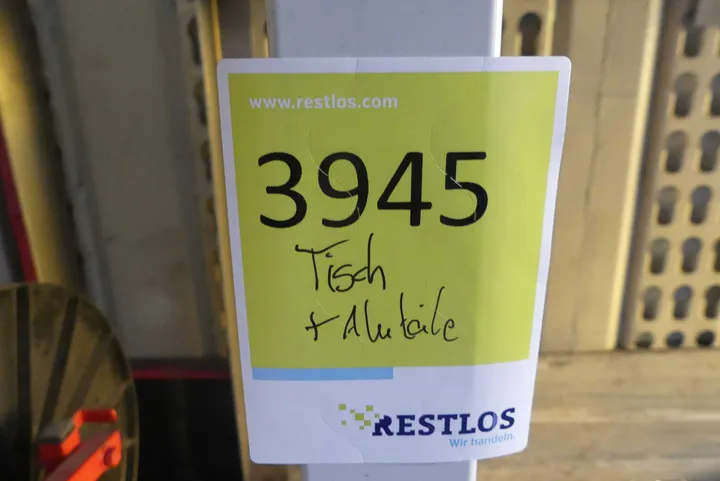 www.restlos.com
3945
Tisch
+ Aluteile
RESTLOS
Wir handeln.